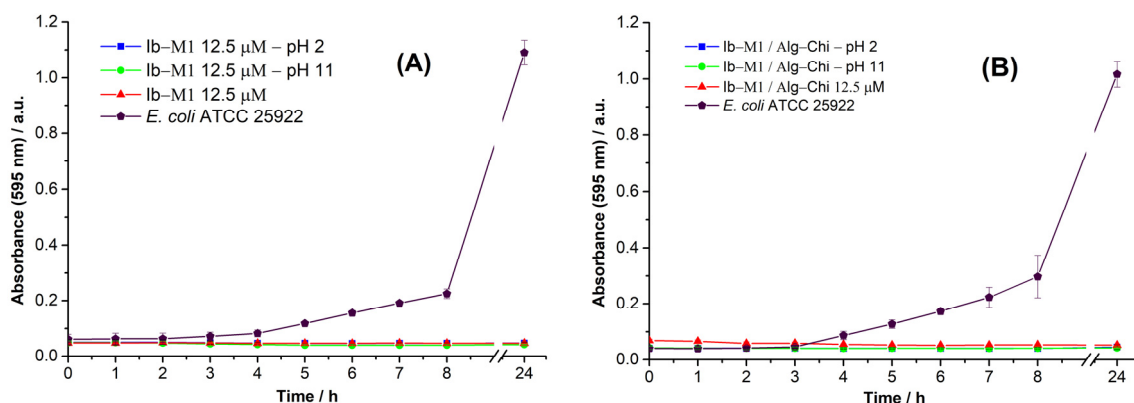 1.2
1.0
0.8
0.6
0.4
0.2
0.0
Absorbance (595 nm) / a.u.
Ib–M1 12.5 μM – pH 2
Ib–M1 12.5 μM – pH 11
Ib–M1 12.5 μM
E. coli ATCC 25922
(A)
0 1 2 3 4 5 6 7 8 24
Time / h
1.2
1.0
0.8
0.6
0.4
0.2
0.0
Absorbance (595 nm) / a.u.
Ib–M1 / Alg–Chi – pH 2
Ib–M1 / Alg–Chi – pH 11
Ib–M1 / Alg–Chi 12.5 μM
E. coli ATCC 25922
(B)
0 1 2 3 4 5 6 7 8 24
Time / h